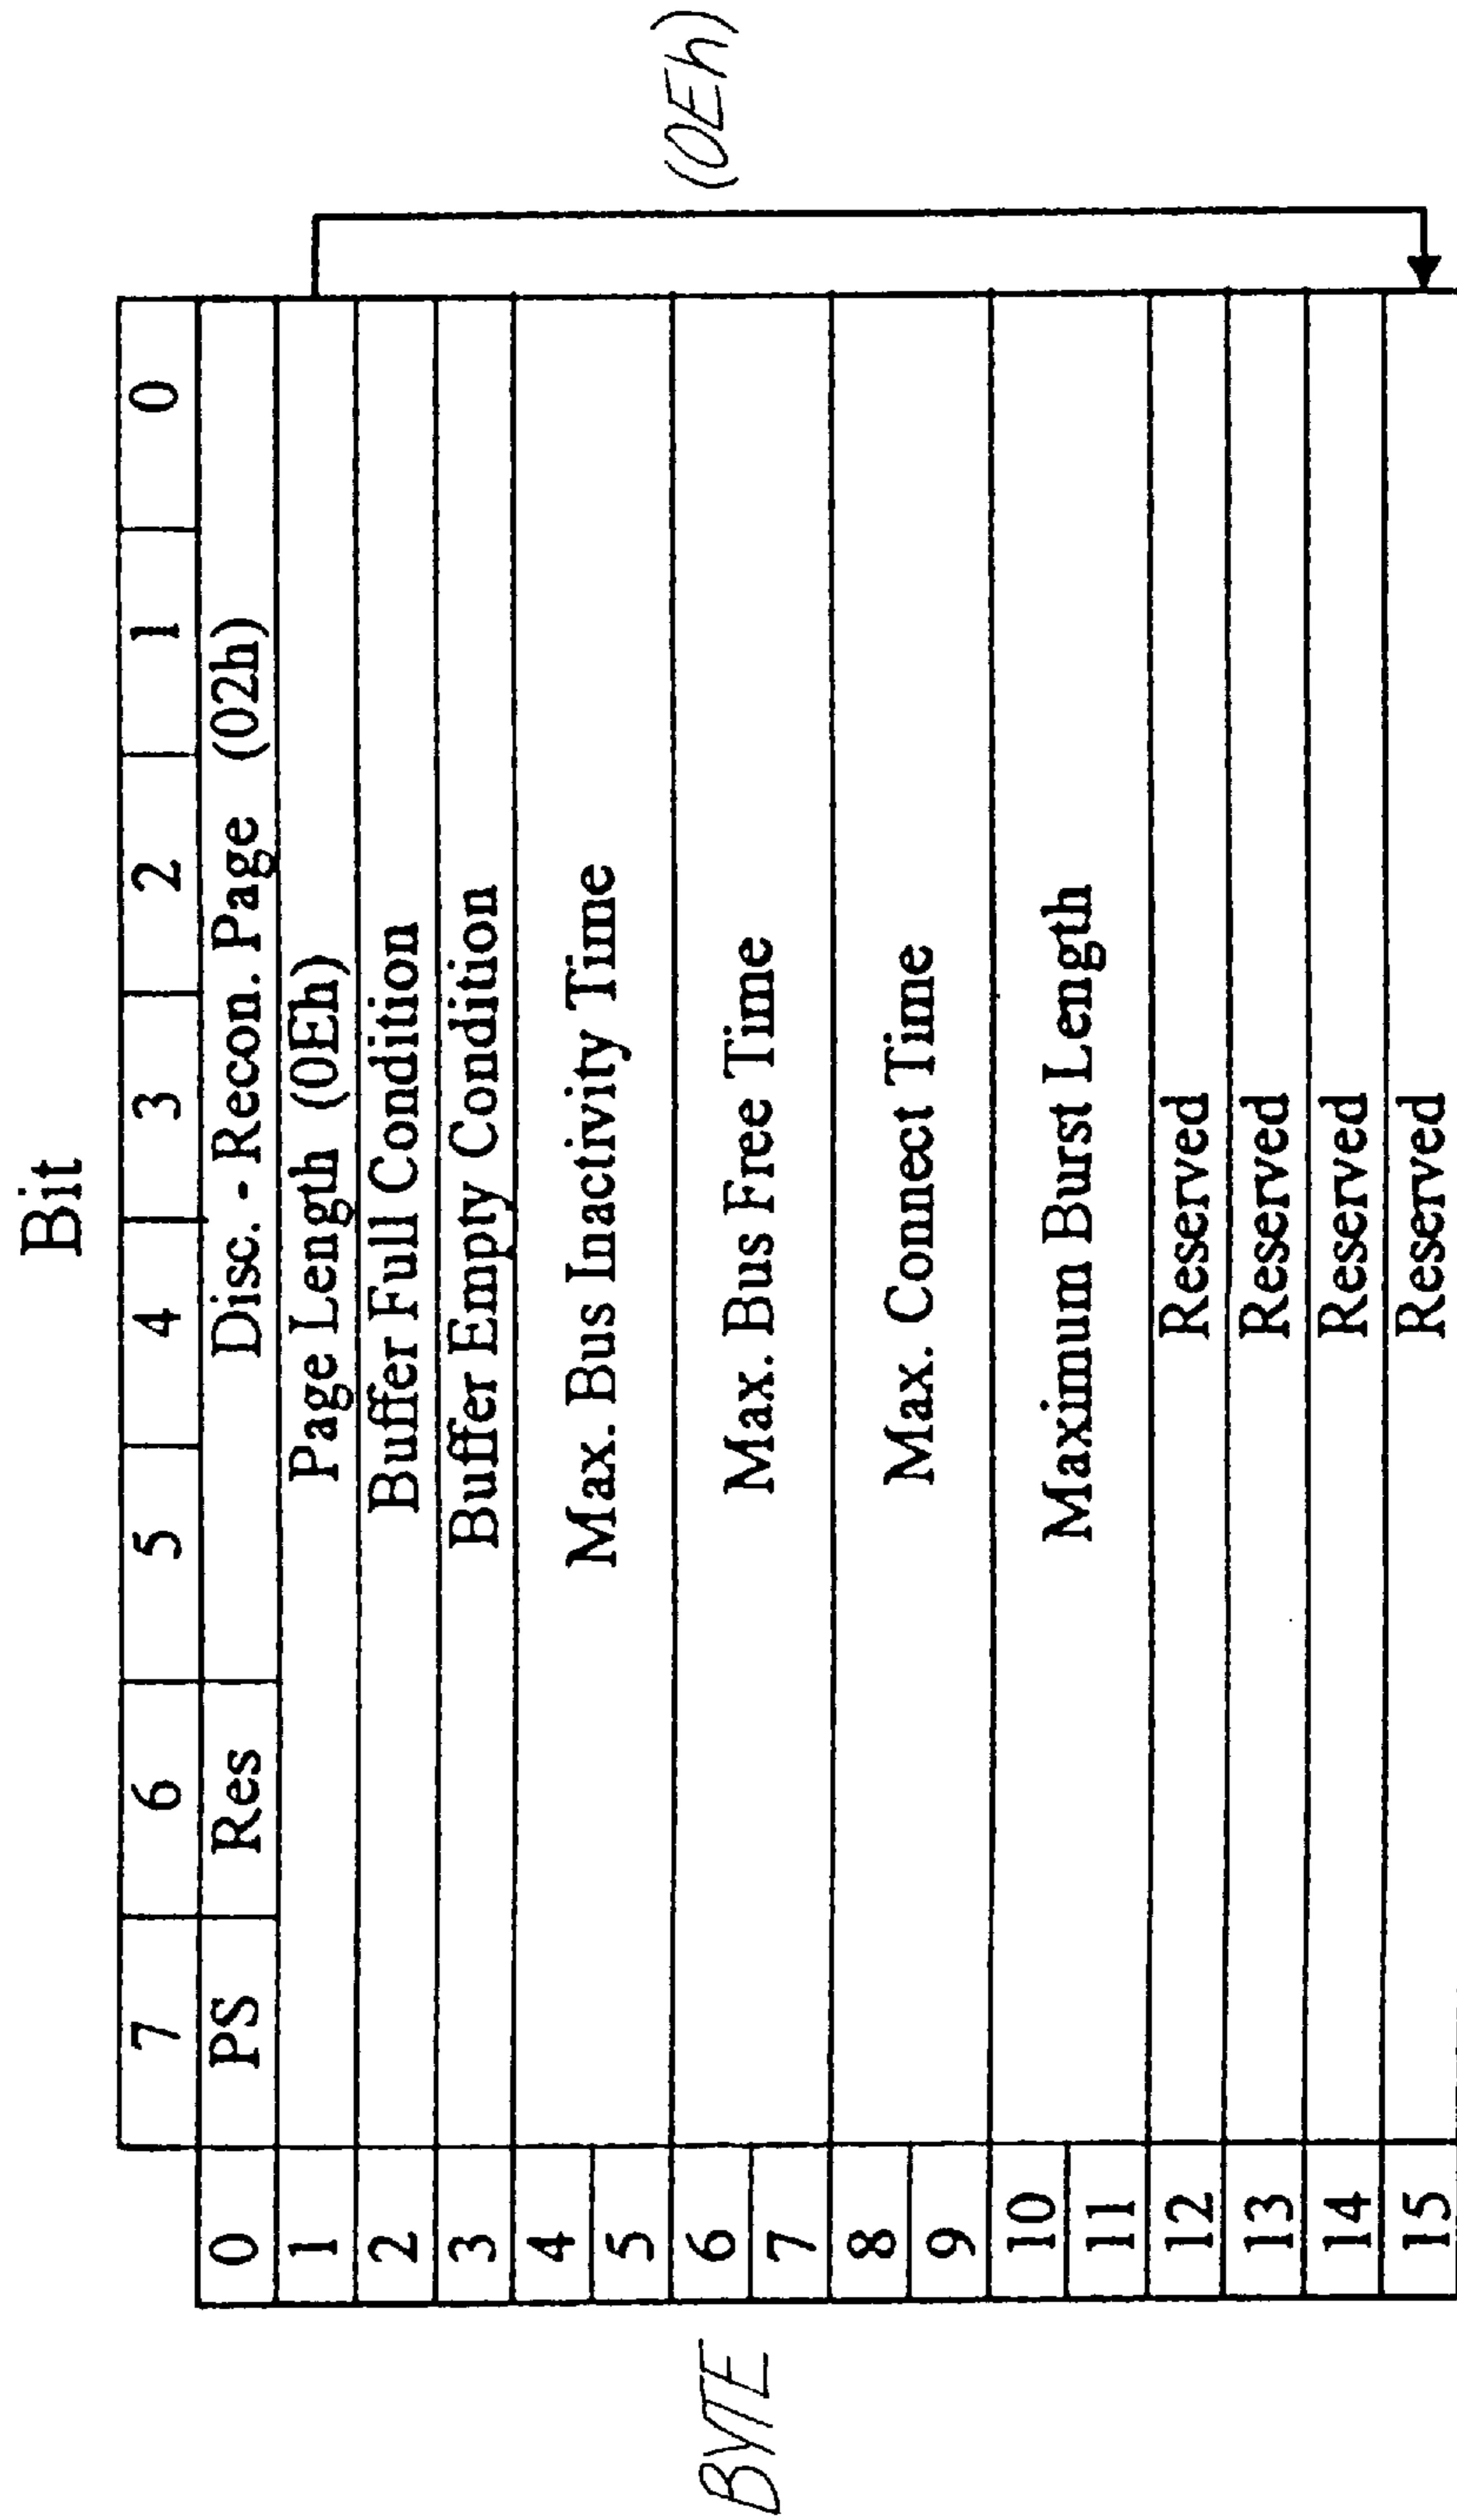 Bit
7 6 5 4 3 2 1 0
0 PS Res Disc. - Recon. Page (02h)
1 Page Length (0Eh)
2 Buffer Full Condition
3 Buffer Empty Condition
4
Max. Bus Inactivity Time
5
6
Max. Bus Free Time
7
8
Max. Connect Time
9
10
Maximum Burst Length
11
12 Reserved
13 Reserved
14 Reserved
15 Reserved
BYTE
(OEh)